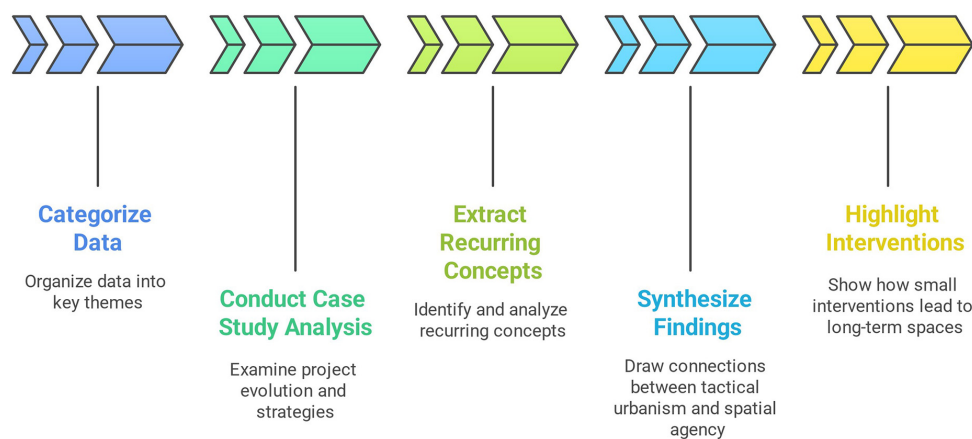 Categorize
Data
Organize data into
key themes
Conduct Case
Study Analysis
Examine project
evolution and
strategies
Extract
Recurring
Concepts
Identify and analyze
recurring concepts
Synthesize
Findings
Draw connections
between tactical
urbanism and spatial
agency
Highlight
Interventions
Show how small
interventions lead to
long-term spaces